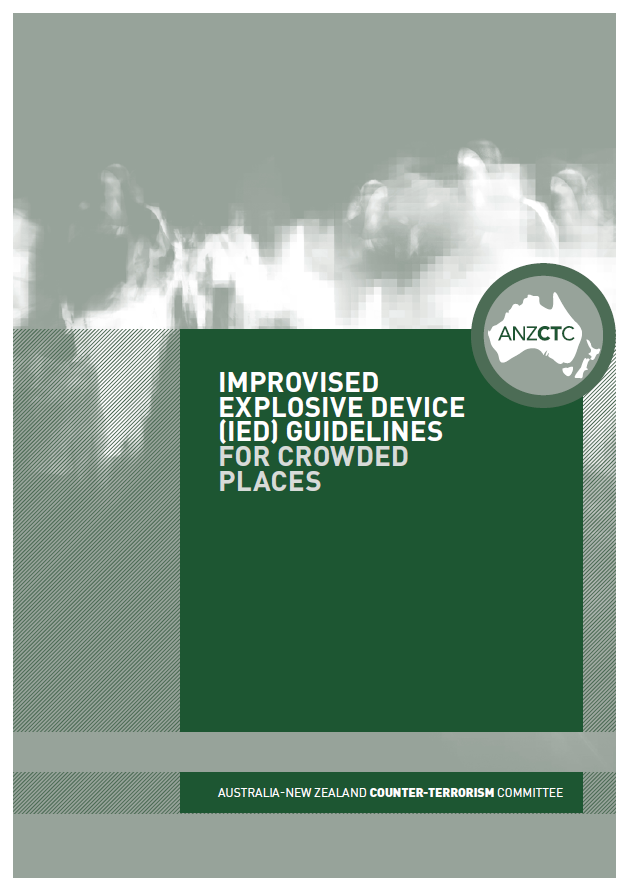 ANZCTC
IMPROVISED
EXPLOSIVE DEVICE
(IED) GUIDELINES
FOR CROWDED
PLACES
AUSTRALIA-NEW ZEALAND COUNTER-TERRORISM COMMITTEE